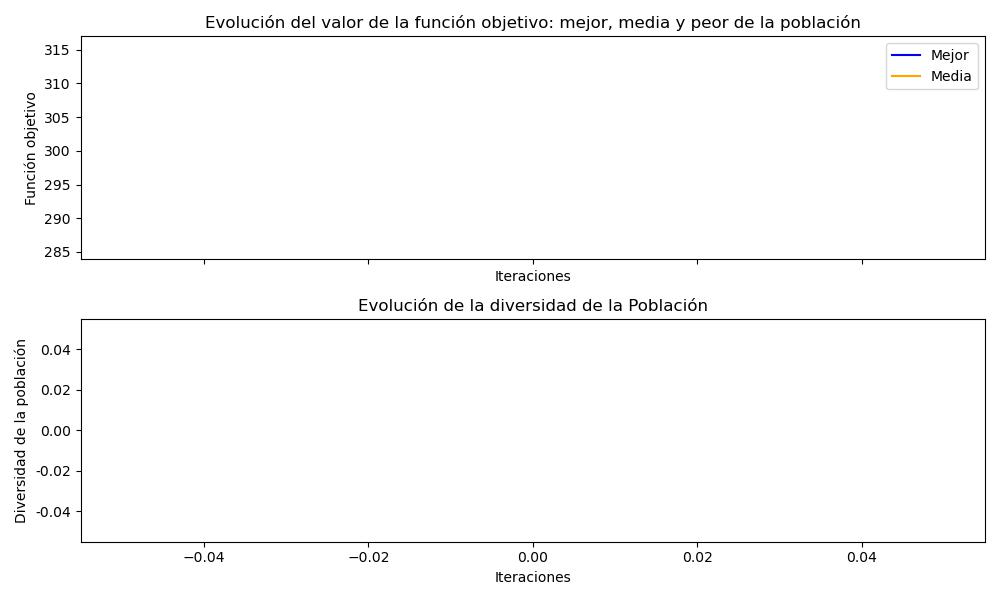 Evolución del valor de la función objetivo: mejor, media y peor de la población
Mejor
Media
315
310
305
300
295
290
285
Función objetivo
Iteraciones
Evolución de la diversidad de la Población
0.04
0.02
0.00
-0.02
-0.04
Diversidad de la población
−0.04
−0.02
0.00
0.02
0.04
Iteraciones